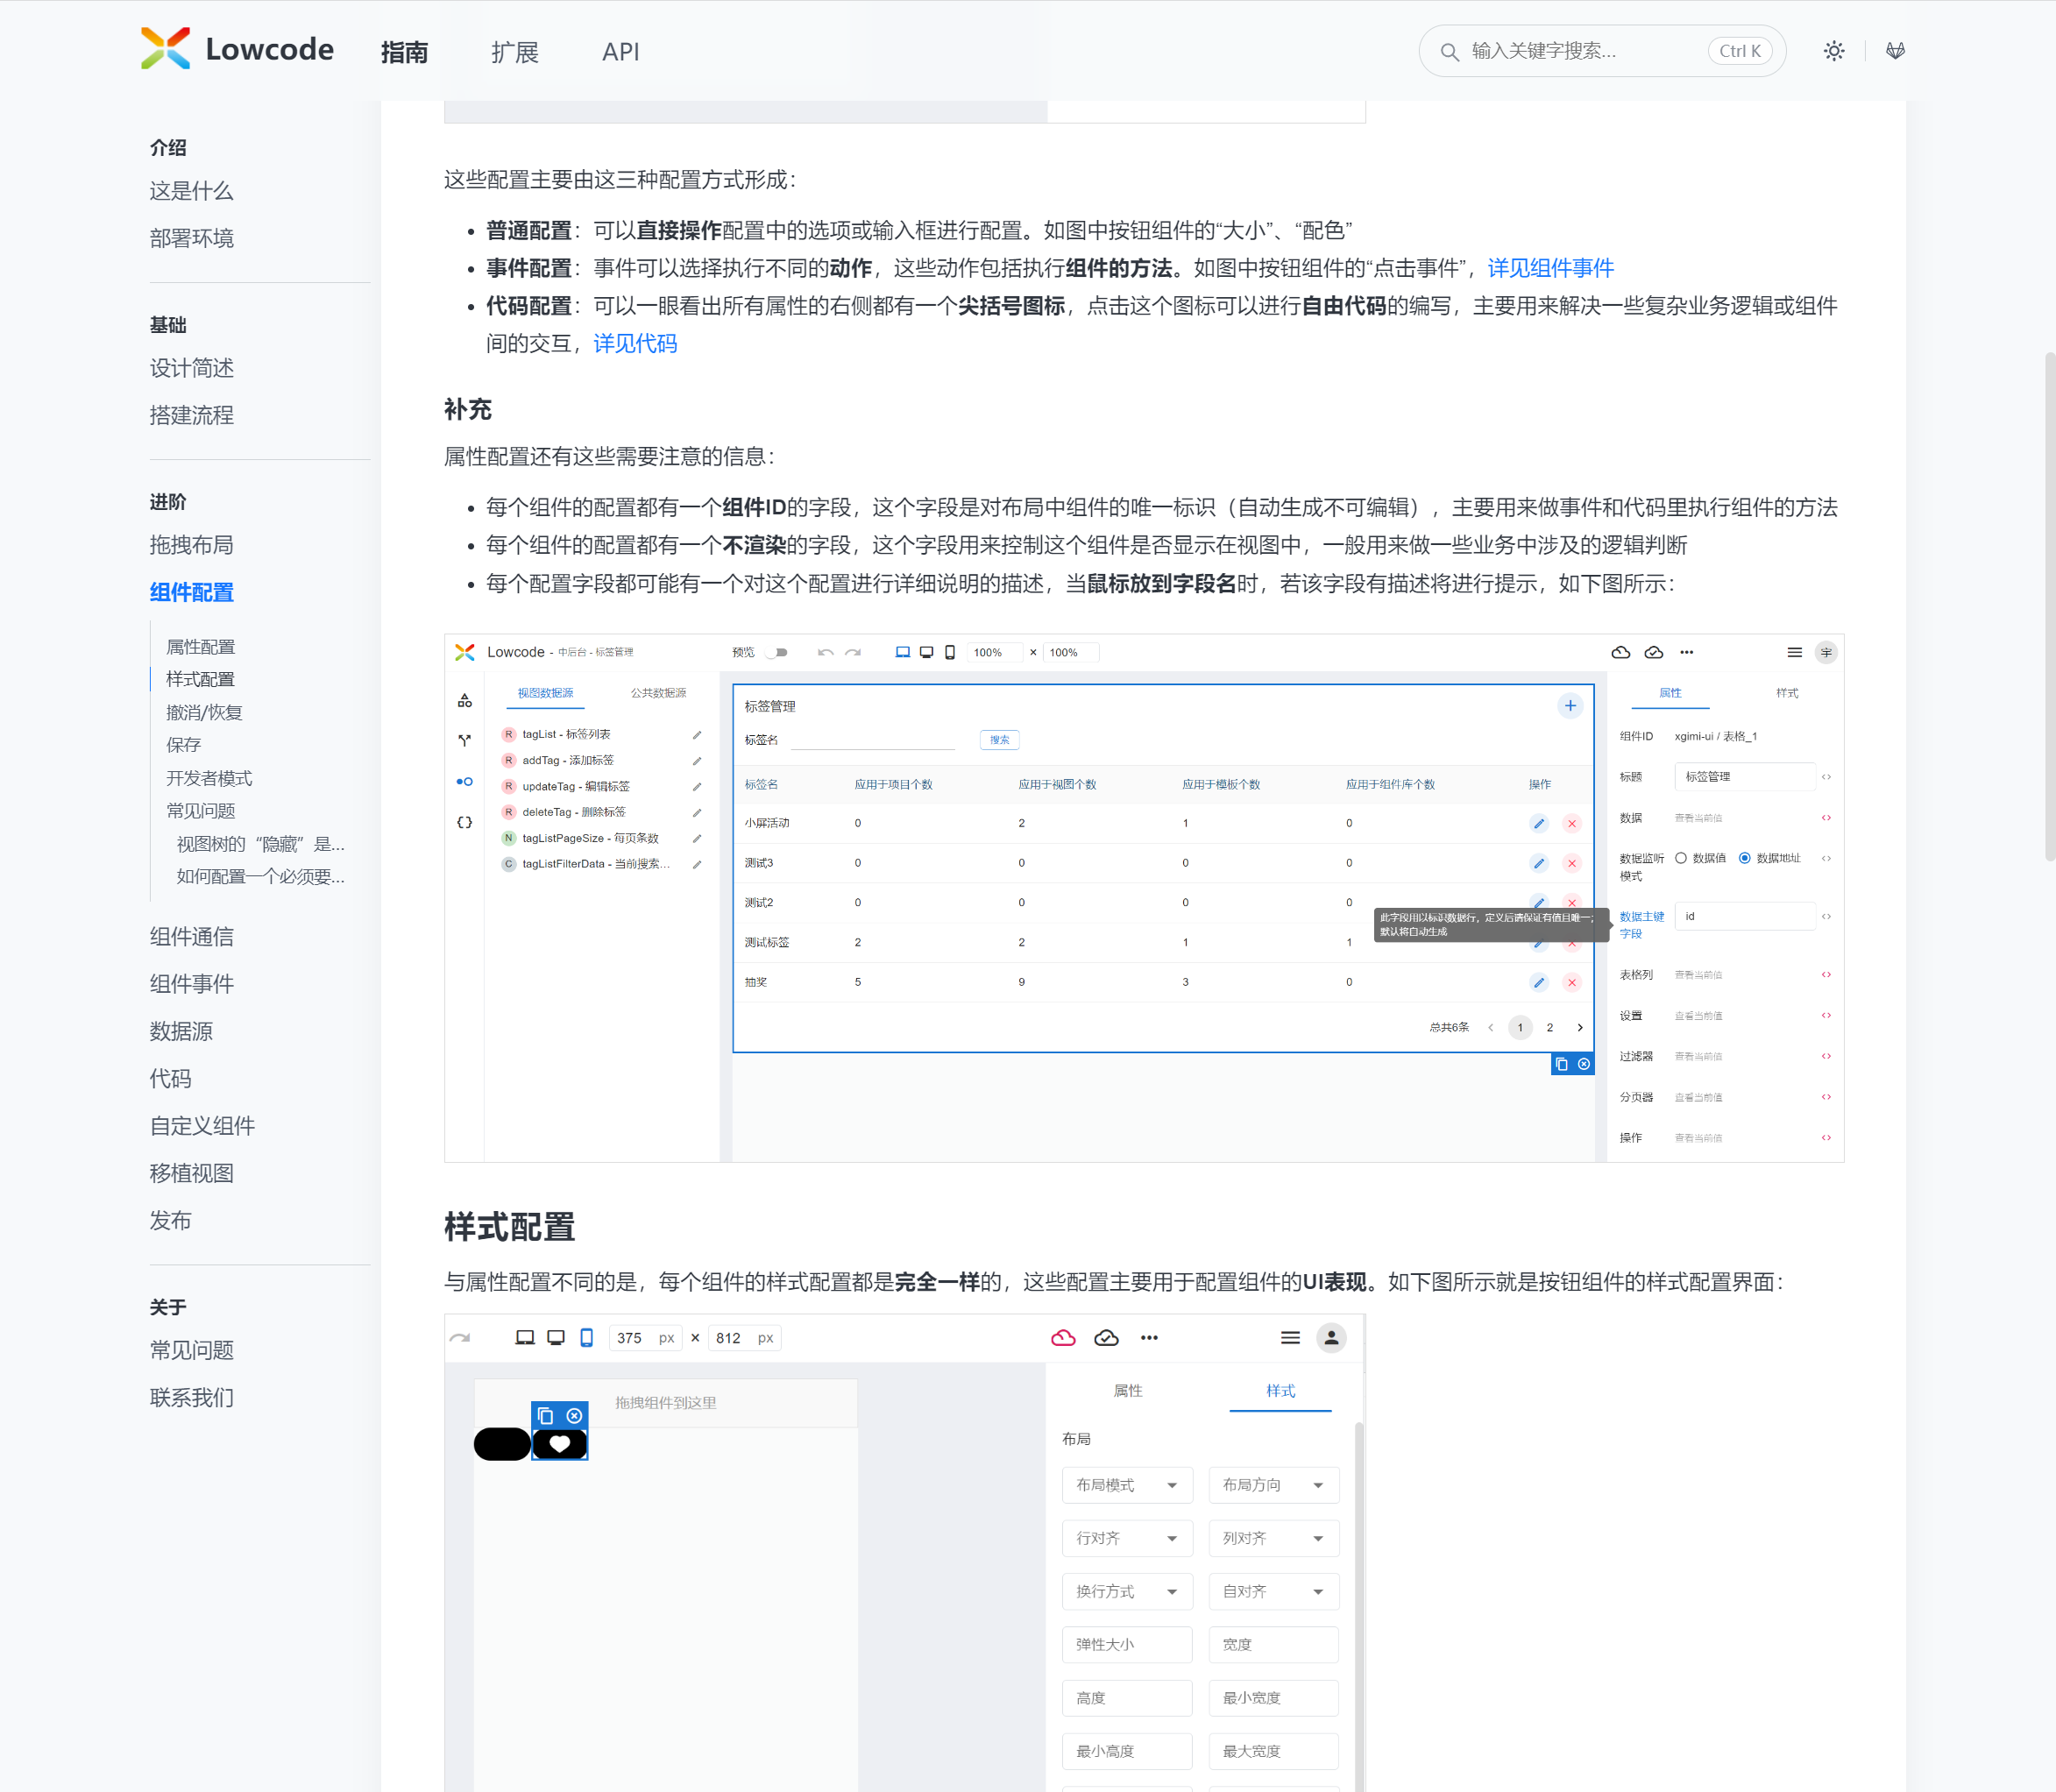 Lowcode 指南 扩展 API 输入关键字搜索... Ctrl K
介绍
这是什么
部署环境
基础
设计简述
搭建流程
进阶
拖拽布局
组件配置
属性配置
样式配置
撤消/恢复
保存
开发者模式
常见问题
视图树的“隐藏”是...
如何配置一个必须要...
组件通信
组件事件
数据源
代码
自定义组件
移植视图
发布
关于
常见问题
联系我们
这些配置主要由这三种配置方式形成：
普通配置：可以直接操作配置中的选项或输入框进行配置。如图中按钮组件的“大小”、“配色”
事件配置：事件可以选择执行不同的动作，这些动作包括执行组件的方法。如图中按钮组件的“点击事件”，详见组件事件
代码配置：可以一眼看出所有属性的右侧都有一个尖括号图标，点击这个图标可以进行自由代码的编写，主要用来解决一些复杂业务逻辑或组件
间的交互，详见代码
补充
属性配置还有这些需要注意的信息：
每个组件的配置都有一个组件ID的字段，这个字段是对布局中组件的唯一标识（自动生成不可编辑），主要用来做事件和代码里执行组件的方法
每个组件的配置都有一个不渲染的字段，这个字段用来控制这个组件是否显示在视图中，一般用来做一些业务中涉及的逻辑判断
每个配置字段都可能有一个对这个配置进行详细说明的描述，当鼠标放到字段名时，若该字段有描述将进行提示，如下图所示：
Lowcode - 中后台 - 标签管理 预览 100% × 100% 宇
视图数据源 公共数据源
R tagList - 标签列表
R addTag - 添加标签
R updateTag - 编辑标签
R deleteTag - 删除标签
N tagListPageSize - 每页条数
C tagListFilterData - 当前搜索...
标签管理
标签名 搜索
标签名 应用于项目个数 应用于视图个数 应用于模板个数 应用于组件库个数 操作
小屏活动 0 2 1 0
测试3 0 0 0 0
测试2 0 0 0 0
测试标签 2 2 1 1
抽奖 5 9 3 0
总共6条 1 2
此字段用以标识数据行，定义后请保证有值且唯一；
默认将自动生成
属性 样式
组件ID xgimi-ui / 表格_1
标题 标签管理
数据 查看当前值
数据监听 数据值 数据地址
模式
数据主键 id
字段
表格列 查看当前值
设置 查看当前值
过滤器 查看当前值
分页器 查看当前值
操作 查看当前值
样式配置
与属性配置不同的是，每个组件的样式配置都是完全一样的，这些配置主要用于配置组件的UI表现。如下图所示就是按钮组件的样式配置界面：
375 px × 812 px
拖拽组件到这里
属性 样式
布局
布局模式 布局方向
行对齐 列对齐
换行方式 自对齐
弹性大小 宽度
高度 最小宽度
最小高度 最大宽度